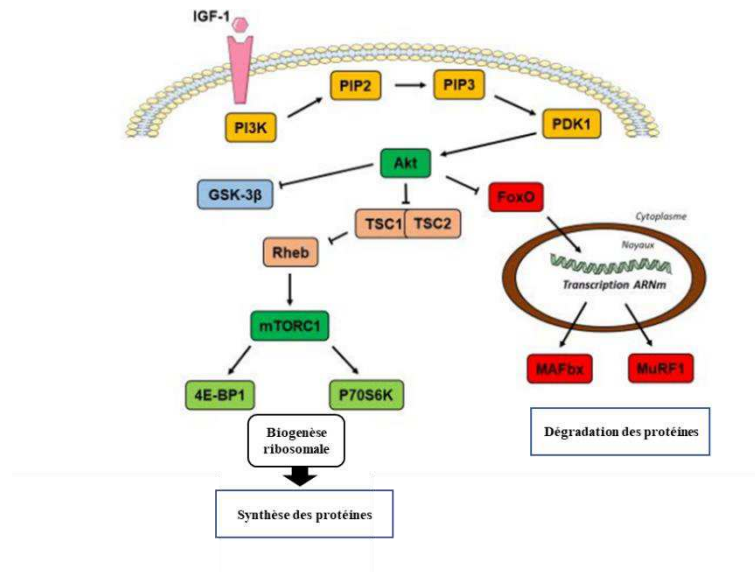 IGF-1
PIP2
PIP3
PI3K
PDK1
Akt
GSK-3β
FoxO
TSC1
TSC2
Cytoplasme
Noyaux
Rheb
Transcription ARNm
mTORC1
MAFbx
MuRF1
4E-BP1
P70S6K
Biogenèse
ribosomale
Dégradation des protéines
Synthèse des protéines